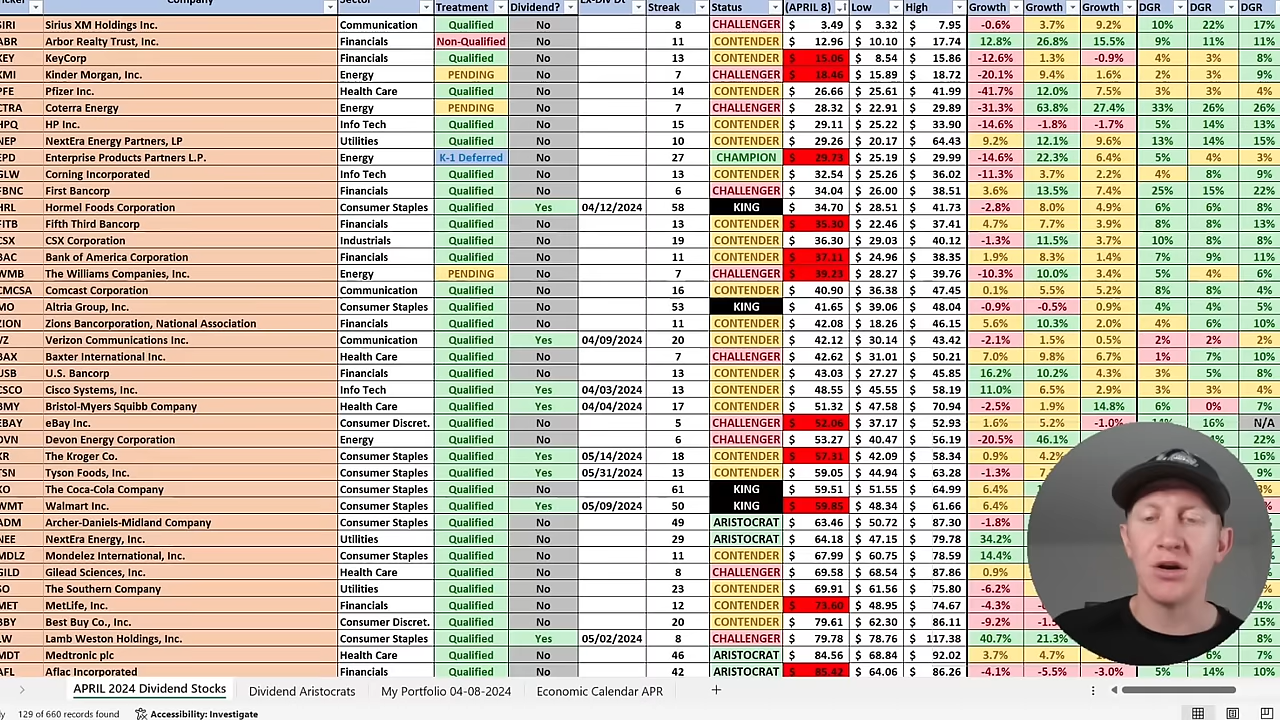 Ticker Company Sector Treatment Dividend? Ex-Div Dt Streak Status (APRIL 8) Low High Growth Growth Growth DGR DGR DGR
SIRI Sirius XM Holdings Inc. Communication Qualified No 8 CHALLENGER $ 3.49 $ 3.32 $ 7.95 -0.6% 3.7% 9.2% 10% 22% 17%
ABR Arbor Realty Trust, Inc. Financials Non-Qualified No 11 CONTENDER $ 12.96 $ 10.10 $ 17.74 12.8% 26.8% 15.5% 9% 11% 11%
KEY KeyCorp Financials Qualified No 13 CONTENDER $ 15.06 $ 8.54 $ 15.86 -12.6% 1.3% -0.9% 4% 3% 8%
KMI Kinder Morgan, Inc. Energy PENDING No 7 CHALLENGER $ 18.46 $ 15.89 $ 18.72 -20.1% 9.4% 1.6% 2% 3% 9%
PFE Pfizer Inc. Health Care Qualified No 14 CONTENDER $ 26.66 $ 25.61 $ 41.99 -41.7% 12.0% 7.5% 3% 3% 4%
CTRA Coterra Energy Energy PENDING No 7 CHALLENGER $ 28.32 $ 22.91 $ 29.89 -31.3% 63.8% 27.4% 33% 26% 26%
HPQ HP Inc. Info Tech Qualified No 15 CONTENDER $ 29.11 $ 25.22 $ 33.90 -14.6% -1.8% -1.7% 5% 14% 13%
NEP NextEra Energy Partners, LP Utilities Qualified No 10 CONTENDER $ 29.26 $ 20.17 $ 64.43 9.2% 12.1% 9.6% 13% 14% 15%
EPD Enterprise Products Partners L.P. Energy K-1 Deferred No 27 CHAMPION $ 29.73 $ 25.19 $ 29.99 -14.6% 22.3% 6.4% 5% 4% 3%
GLW Corning Incorporated Info Tech Qualified No 13 CONTENDER $ 32.54 $ 25.26 $ 36.02 -11.3% 3.7% 2.2% 4% 8% 9%
FBNC First Bancorp Financials Qualified No 6 CHALLENGER $ 34.04 $ 26.00 $ 38.51 3.6% 13.5% 7.4% 25% 15% 22%
HRL Hormel Foods Corporation Consumer Staples Qualified Yes 04/12/2024 58 KING $ 34.70 $ 28.51 $ 41.73 -2.8% 8.0% 4.9% 6% 6% 8%
FITB Fifth Third Bancorp Financials Qualified No 13 CONTENDER $ 35.30 $ 22.46 $ 37.41 4.7% 7.7% 3.9% 8% 8% 13%
CSX CSX Corporation Industrials Qualified No 19 CONTENDER $ 36.30 $ 29.03 $ 40.12 -1.3% 11.5% 3.7% 10% 8% 8%
BAC Bank of America Corporation Financials Qualified No 11 CONTENDER $ 37.11 $ 24.96 $ 38.35 1.9% 8.3% 1.4% 7% 9% 11%
WMB The Williams Companies, Inc. Energy PENDING No 7 CHALLENGER $ 39.23 $ 28.27 $ 39.76 -10.3% 10.0% 3.4% 5% 4% 6%
CMCSA Comcast Corporation Communication Qualified No 16 CONTENDER $ 40.90 $ 36.38 $ 47.45 0.1% 5.5% 5.2% 8% 8% 4%
MO Altria Group, Inc. Consumer Staples Qualified No 53 KING $ 41.65 $ 39.06 $ 48.04 -0.9% -0.5% 0.9% 4% 4% 5%
ZION Zions Bancorporation, National Association Financials Qualified No 11 CONTENDER $ 42.08 $ 18.26 $ 46.15 5.6% 10.3% 2.0% 4% 6% 10%
VZ Verizon Communications Inc. Communication Qualified Yes 04/09/2024 20 CONTENDER $ 42.12 $ 30.14 $ 43.42 -2.1% 1.5% 0.5% 2% 2% 2%
BAX Baxter International Inc. Health Care Qualified No 7 CHALLENGER $ 42.62 $ 31.01 $ 50.21 7.0% 9.8% 6.7% 1% 7% 10%
USB U.S. Bancorp Financials Qualified No 13 CONTENDER $ 43.03 $ 27.27 $ 45.85 16.2% 10.2% 4.3% 3% 5% 8%
CSCO Cisco Systems, Inc. Info Tech Qualified Yes 04/03/2024 13 CONTENDER $ 48.55 $ 45.55 $ 58.19 11.0% 6.5% 2.9% 3% 3% 4%
BMY Bristol-Myers Squibb Company Health Care Qualified Yes 04/04/2024 17 CONTENDER $ 51.32 $ 47.58 $ 70.94 -2.5% 1.9% 14.8% 6% 0% 7%
EBAY eBay Inc. Consumer Discret. Qualified No 5 CHALLENGER $ 52.06 $ 37.17 $ 52.93 1.6% 5.2% -1.0% 14% 16% N/A
DVN Devon Energy Corporation Energy Qualified No 6 CHALLENGER $ 53.27 $ 40.47 $ 56.19 -20.5% 46.1% 22%
KR The Kroger Co. Consumer Staples Qualified Yes 05/14/2024 18 CONTENDER $ 57.31 $ 42.09 $ 58.34 0.9% 4.2% 16%
TSN Tyson Foods, Inc. Consumer Staples Qualified Yes 05/31/2024 13 CONTENDER $ 59.05 $ 44.94 $ 63.28 -1.3% 9%
KO The Coca-Cola Company Consumer Staples Qualified No 61 KING $ 59.51 $ 51.55 $ 64.99 6.4%
WMT Walmart Inc. Consumer Staples Qualified Yes 05/09/2024 50 KING $ 59.85 $ 48.34 $ 61.66 6.4%
ADM Archer-Daniels-Midland Company Consumer Staples Qualified No 49 ARISTOCRAT $ 63.46 $ 50.72 $ 87.30 -1.8%
NEE NextEra Energy, Inc. Utilities Qualified No 29 ARISTOCRAT $ 64.18 $ 47.15 $ 79.78 34.2%
MDLZ Mondelez International, Inc. Consumer Staples Qualified No 11 CONTENDER $ 67.99 $ 60.75 $ 78.59 14.4%
GILD Gilead Sciences, Inc. Health Care Qualified No 8 CHALLENGER $ 69.58 $ 68.54 $ 87.86 0.9%
SO The Southern Company Utilities Qualified No 23 CONTENDER $ 69.91 $ 61.56 $ 75.80 -6.2%
MET MetLife, Inc. Financials Qualified No 12 CONTENDER $ 73.60 $ 48.95 $ 74.67 -4.3%
BBY Best Buy Co., Inc. Consumer Discret. Qualified No 20 CONTENDER $ 79.61 $ 62.30 $ 86.11 -9.2% 15%
LW Lamb Weston Holdings, Inc. Consumer Staples Qualified Yes 05/02/2024 8 CHALLENGER $ 79.78 $ 78.76 $ 117.38 40.7% 21.3%
MDT Medtronic plc Health Care Qualified No 46 ARISTOCRAT $ 84.56 $ 68.84 $ 92.02 3.7% 4.7% 6% 7%
AFL Aflac Incorporated Financials Qualified No 42 ARISTOCRAT $ 85.42 $ 64.06 $ 86.26 -4.1% -5.5% -3.0% 5% 14% 10%
APRIL 2024 Dividend Stocks Dividend Aristocrats My Portfolio 04-08-2024 Economic Calendar APR
129 of 660 records found Accessibility: Investigate